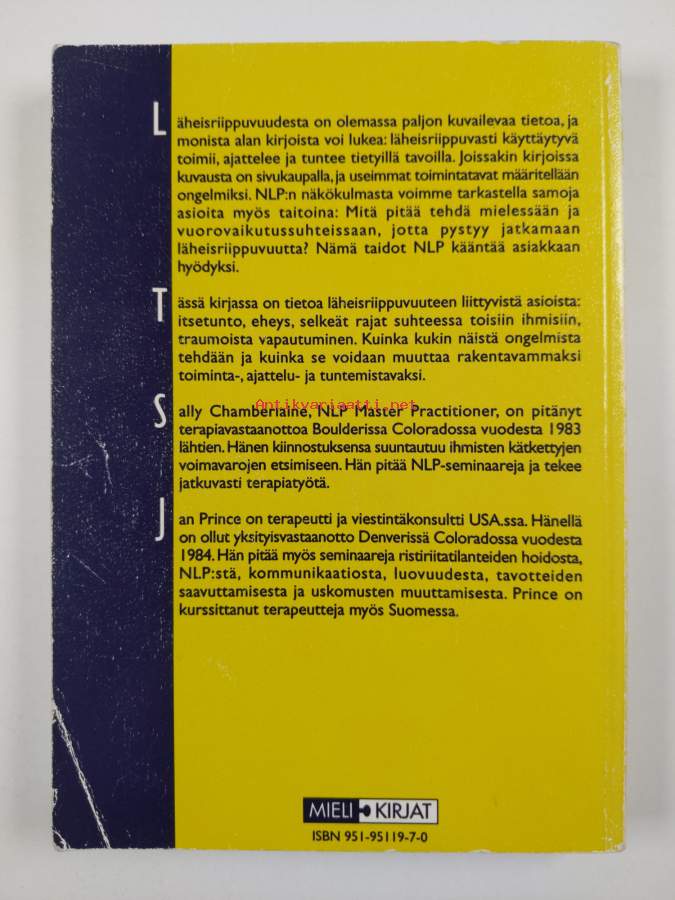 Läheisriippuvuudesta on olemassa paljon kuvailevaa tietoa, ja
monista alan kirjoista voi lukea: läheisriippuvasti käyttäytyvä
toimii, ajattelee ja tuntee tietyillä tavoilla. Joissakin kirjoissa
kuvausta on sivukaupalla, ja useimmat toimintatavat määritellään
ongelmiksi. NLP:n näkökulmasta voimme tarkastella samoja
asioita myös taitoina: Mitä pitää tehdä mielessään ja
vuorovaikutussuhteissaan, jotta pystyy jatkamaan
läheisriippuvuutta? Nämä taidot NLP kääntää asiakkaan
hyödyksi.
Tässä kirjassa on tietoa läheisriippuvuuteen liittyvistä asioista:
itsetunto, eheys, selkeät rajat suhteessa toisiin ihmisiin,
traumoista vapautuminen. Kuinka kukin näistä ongelmista
tehdään ja kuinka se voidaan muuttaa rakentavammaksi
toiminta-, ajattelu- ja tuntemistavaksi.
Antikvariaatti.net
Sally Chamberlaine, NLP Master Practitioner, on pitänyt
terapiavastaanottoa Boulderissa Coloradossa vuodesta 1983
lähtien. Hänen kiinnostuksensa suuntautuu ihmisten kätkettyjen
voimavarojen etsimiseen. Hän pitää NLP-seminaareja ja tekee
jatkuvasti terapiatyötä.
Jan Prince on terapeutti ja viestintäkonsultti USA.ssa. Hänellä
on ollut yksityisvastaanotto Denverissä Coloradossa vuodesta
1984. Hän pitää myös seminaareja ristiriitatilanteiden hoidosta,
NLP:stä, kommunikaatiosta, luovuudesta, tavotteiden
saavuttamisesta ja uskomusten muuttamisesta. Prince on
kurssittanut terapeutteja myös Suomessa.
MIELI KIRJAT
ISBN 951-95119-7-0